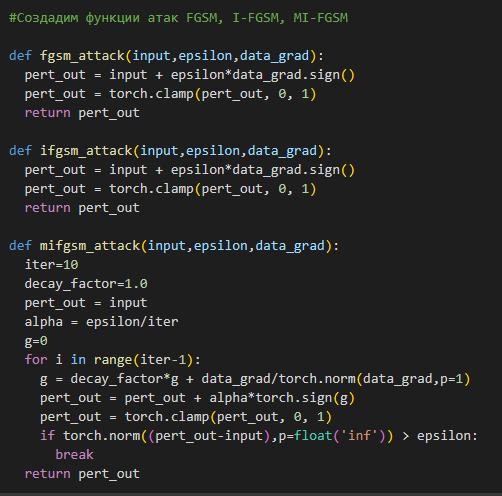 #Создадим функции атак FGSM, I-FGSM, MI-FGSM

def fgsm_attack(input,epsilon,data_grad):
  pert_out = input + epsilon*data_grad.sign()
  pert_out = torch.clamp(pert_out, 0, 1)
  return pert_out

def ifgsm_attack(input,epsilon,data_grad):
  pert_out = input + epsilon*data_grad.sign()
  pert_out = torch.clamp(pert_out, 0, 1)
  return pert_out

def mifgsm_attack(input,epsilon,data_grad):
  iter=10
  decay_factor=1.0
  pert_out = input
  alpha = epsilon/iter
  g=0
  for i in range(iter-1):
    g = decay_factor*g + data_grad/torch.norm(data_grad,p=1)
    pert_out = pert_out + alpha*torch.sign(g)
    pert_out = torch.clamp(pert_out, 0, 1)
    if torch.norm((pert_out-input),p=float('inf')) > epsilon:
      break
  return pert_out